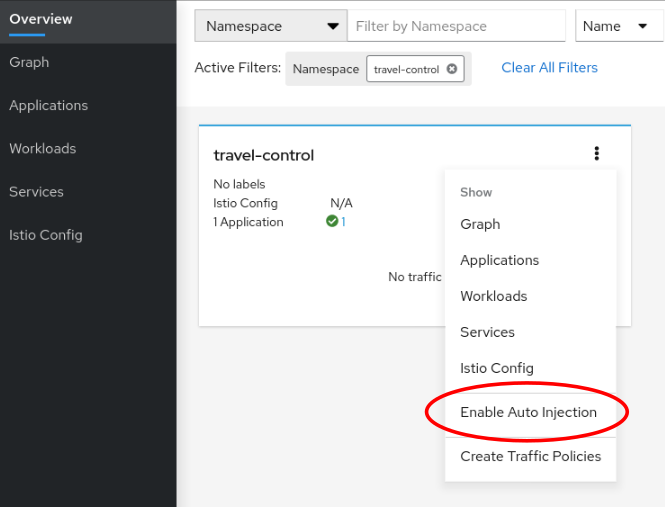 Overview
Graph
Applications
Workloads
Services
Istio Config
Namespace Filter by Namespace Name
Active Filters: Namespace travel-control Clear All Filters
travel-control
No labels
Istio Config N/A
1 Application 1
No traffic
Show
Graph
Applications
Workloads
Services
Istio Config
Enable Auto Injection
Create Traffic Policies